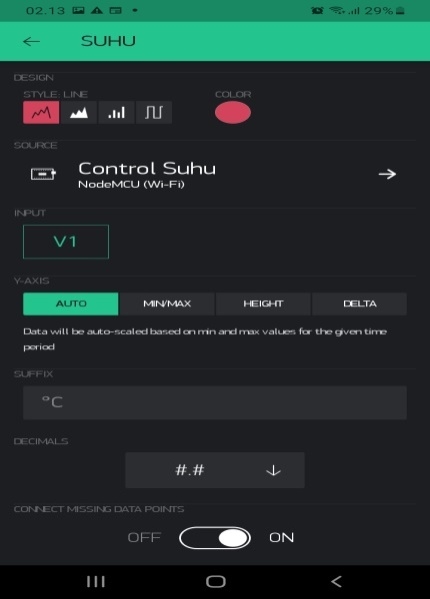 02.13 29%
SUHU
DESIGN
STYLE: LINE COLOR
SOURCE
Control Suhu
NodeMCU (Wi-Fi)
INPUT
V1
Y-AXIS
AUTO MIN/MAX HEIGHT DELTA
Data will be auto-scaled based on min and max values for the given time
period
SUFFIX
°C
DECIMALS
#.#
CONNECT MISSING DATA POINTS
OFF ON